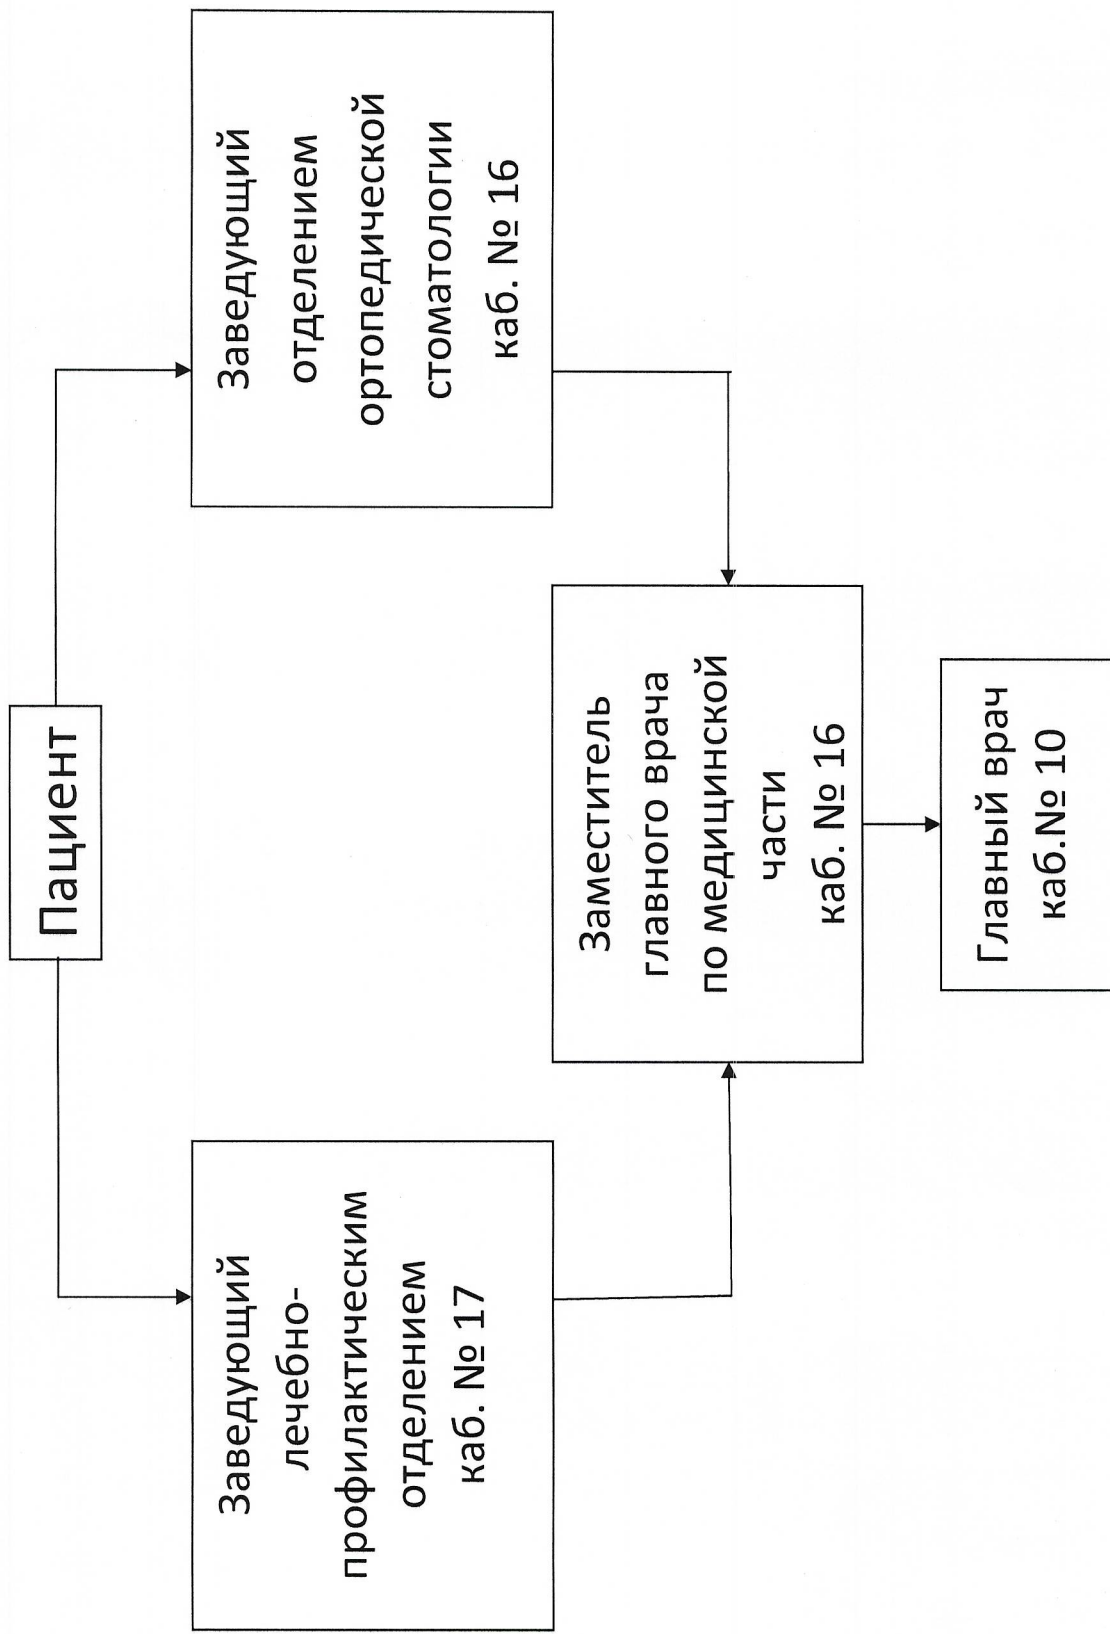 Пациент
Заведующий
лечебно-
профилактическим
отделением
каб. № 17
Заведующий
отделением
ортопедической
стоматологии
каб. № 16
Заместитель
главного врача
по медицинской
части
каб. № 16
Главный врач
каб.№ 10